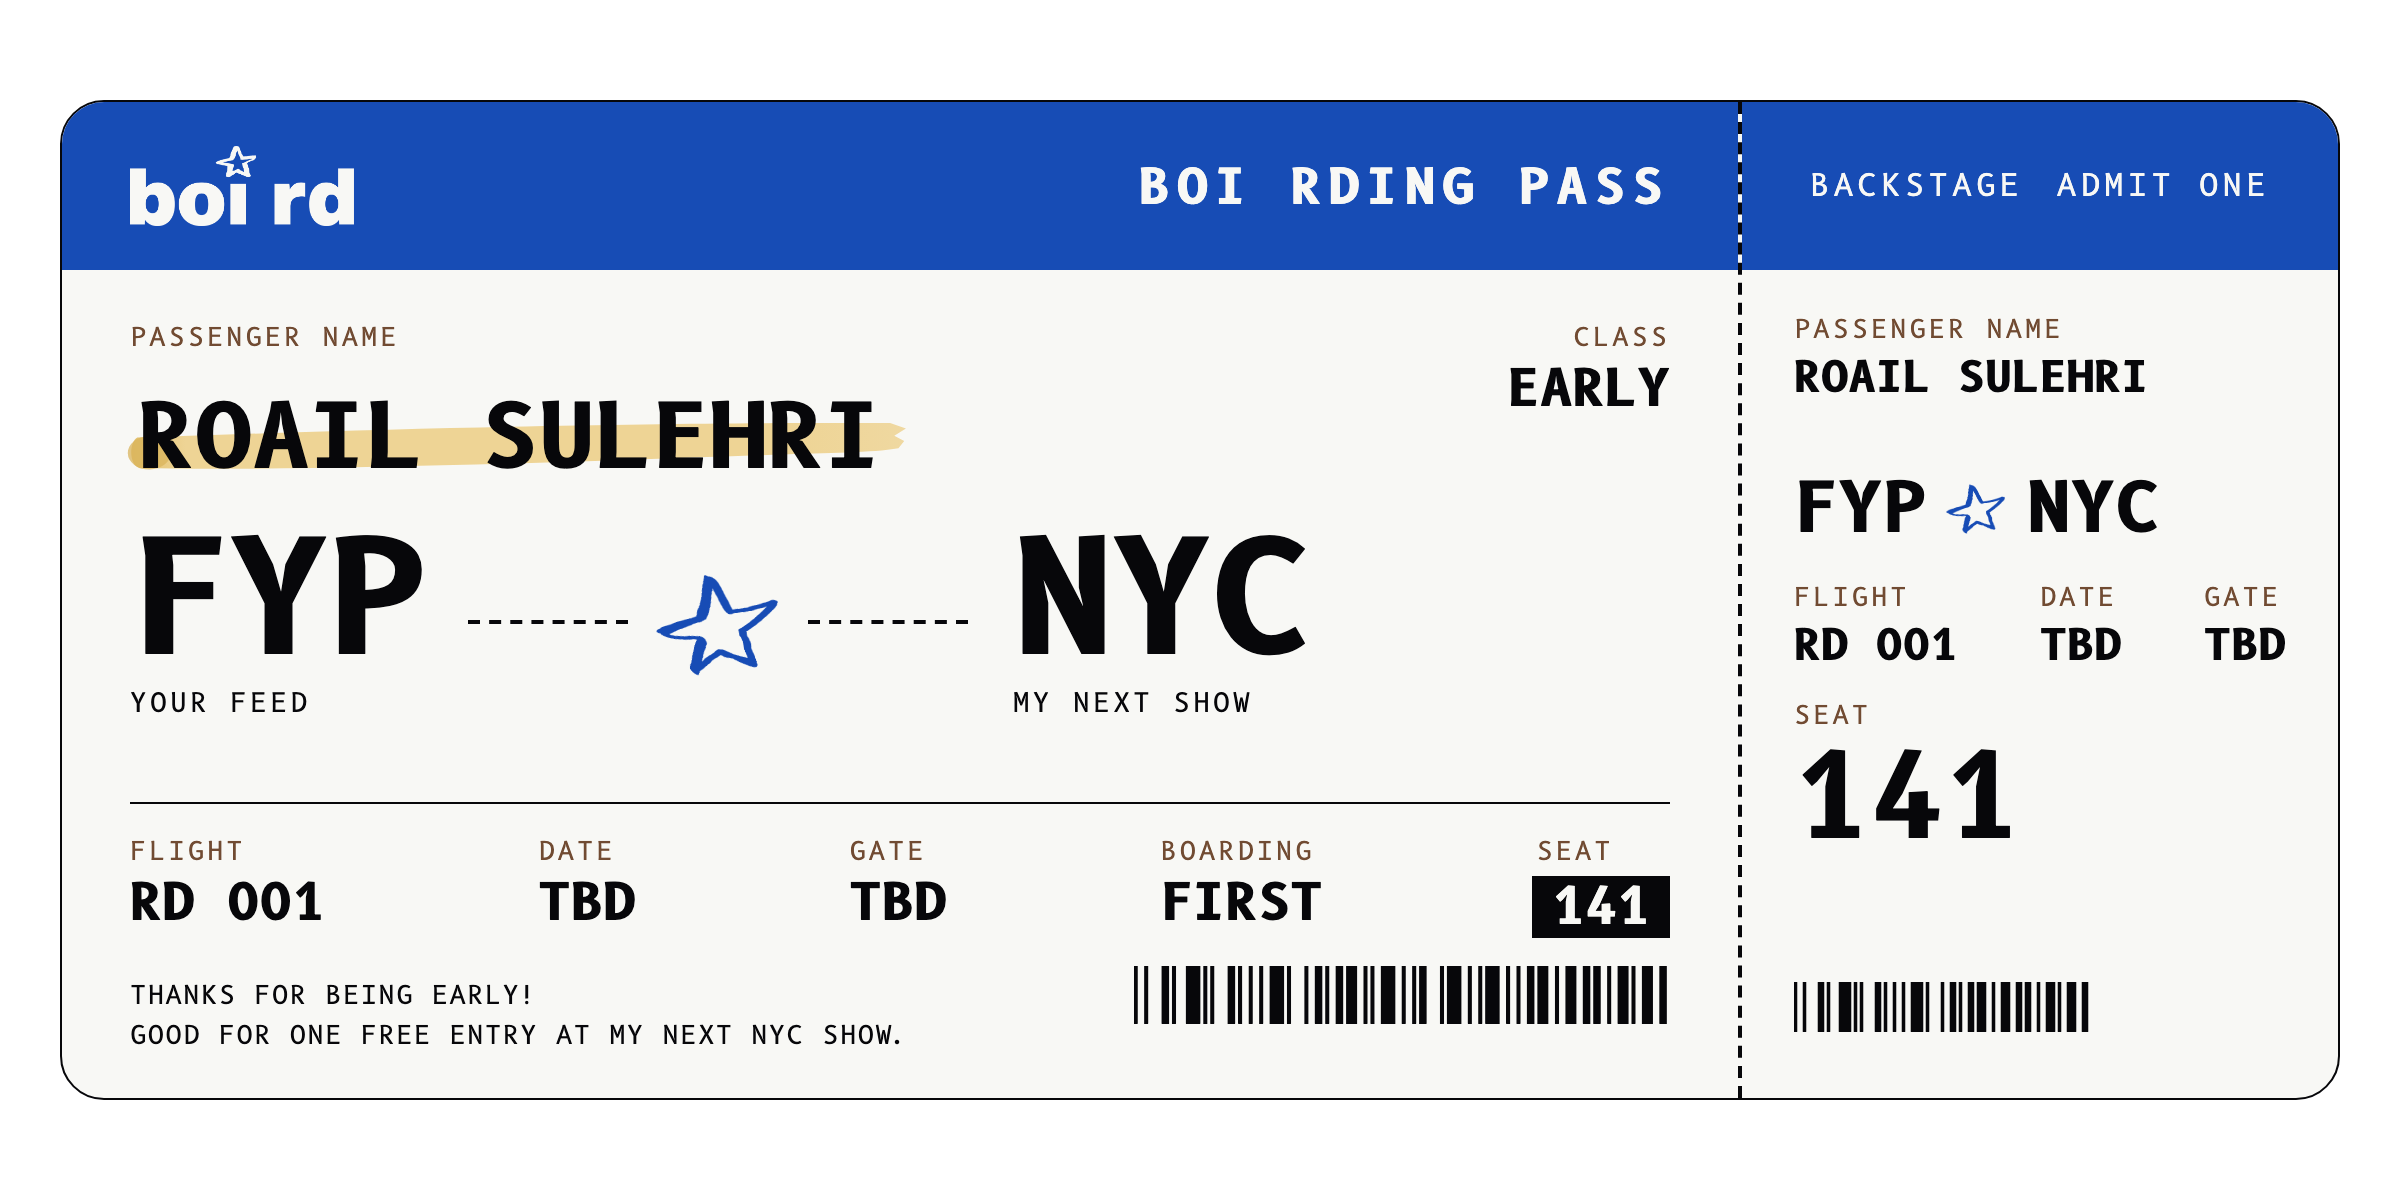 boi rd
BOI RDING PASS
PASSENGER NAME
CLASS
EARLY
ROAIL SULEHRI
FYP
NYC
YOUR FEED
MY NEXT SHOW
FLIGHT
DATE
GATE
BOARDING
SEAT
RD 001
TBD
TBD
FIRST
141
THANKS FOR BEING EARLY!
GOOD FOR ONE FREE ENTRY AT MY NEXT NYC SHOW.
BACKSTAGE ADMIT ONE
PASSENGER NAME
ROAIL SULEHRI
FYP NYC
FLIGHT DATE GATE
RD 001 TBD TBD
SEAT
141